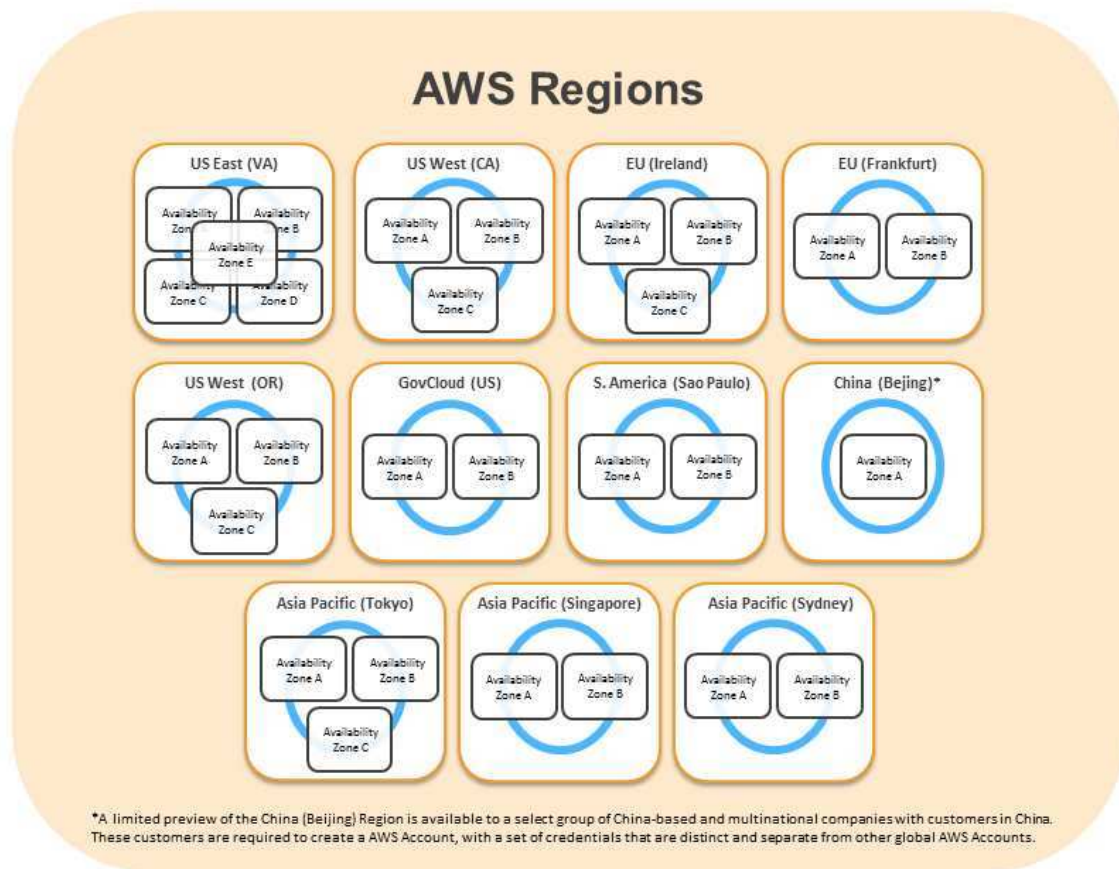 AWS Regions
US East (VA)
Availability
Zone
Availability
Zone B
Availability
Zone E
Availability
Zone C
Availability
Zone D
US West (CA)
Availability
Zone A
Availability
Zone B
Availability
Zone C
EU (Ireland)
Availability
Zone A
Availability
Zone B
Availability
Zone C
EU (Frankfurt)
Availability
Zone A
Availability
Zone B
US West (OR)
Availability
Zone A
Availability
Zone B
Availability
Zone C
GovCloud (US)
Availability
Zone A
Availability
Zone B
S. America (Sao Paulo)
Availability
Zone A
Availability
Zone B
China (Bejing)*
Availability
Zone A
Asia Pacific (Tokyo)
Availability
Zone A
Availability
Zone B
Availability
Zone C
Asia Pacific (Singapore)
Availability
Zone A
Availability
Zone B
Asia Pacific (Sydney)
Availability
Zone A
Availability
Zone B
*A limited preview of the China (Beijing) Region is available to a select group of China-based and multinational companies with customers in China.
These customers are required to create a AWS Account, with a set of credentials that are distinct and separate from other global AWS Accounts.